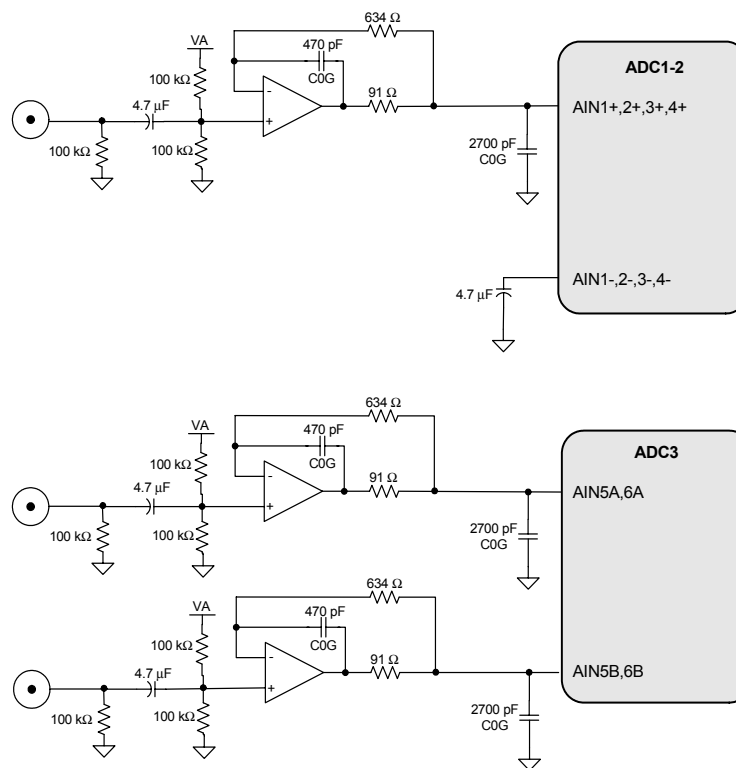 634 Ω
470 pF
C0G
VA
100 kΩ
4.7 µF
91 Ω
100 kΩ
100 kΩ
2700 pF
C0G
ADC1-2
AIN1+,2+,3+,4+
-
+
4.7 µF
AIN1-,2-,3-,4-
634 Ω
470 pF
C0G
VA
100 kΩ
4.7 µF
91 Ω
100 kΩ
100 kΩ
2700 pF
C0G
ADC3
AIN5A,6A
-
+
634 Ω
470 pF
C0G
VA
100 kΩ
4.7 µF
91 Ω
100 kΩ
100 kΩ
2700 pF
C0G
AIN5B,6B
-
+